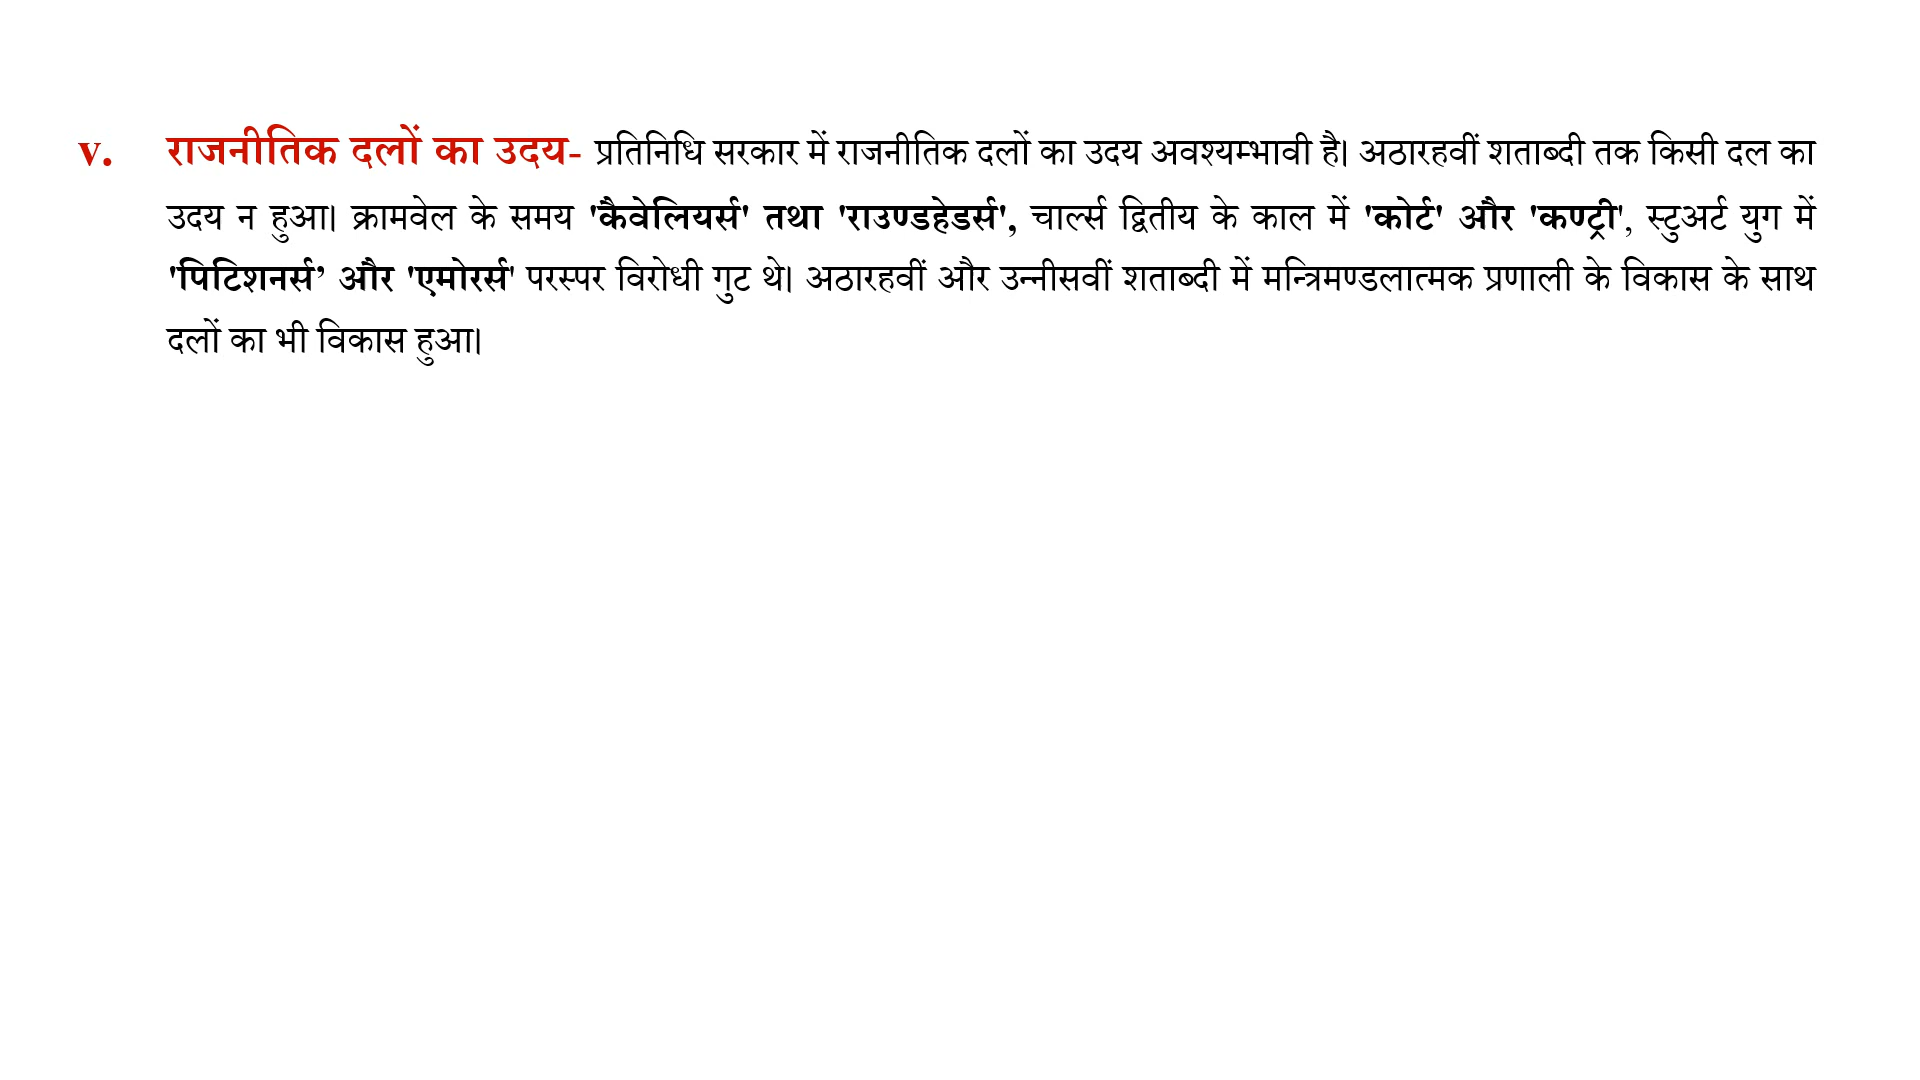 v. राजनीतिक दलों का उदय- प्रतिनिधि सरकार में राजनीतिक दलों का उदय अवश्यम्भावी है। अठारहवीं शताब्दी तक किसी दल का
उदय न हुआ। क्रामवेल के समय 'कैवेलियर्स' तथा 'राउण्डहेडर्स', चार्ल्स द्वितीय के काल में 'कोर्ट' और 'कण्ट्री', स्टुअर्ट युग में
'पिटिशनर्स’ और 'एमोरर्स' परस्पर विरोधी गुट थे। अठारहवीं और उन्नीसवीं शताब्दी में मन्त्रिमण्डलात्मक प्रणाली के विकास के साथ
दलों का भी विकास हुआ।